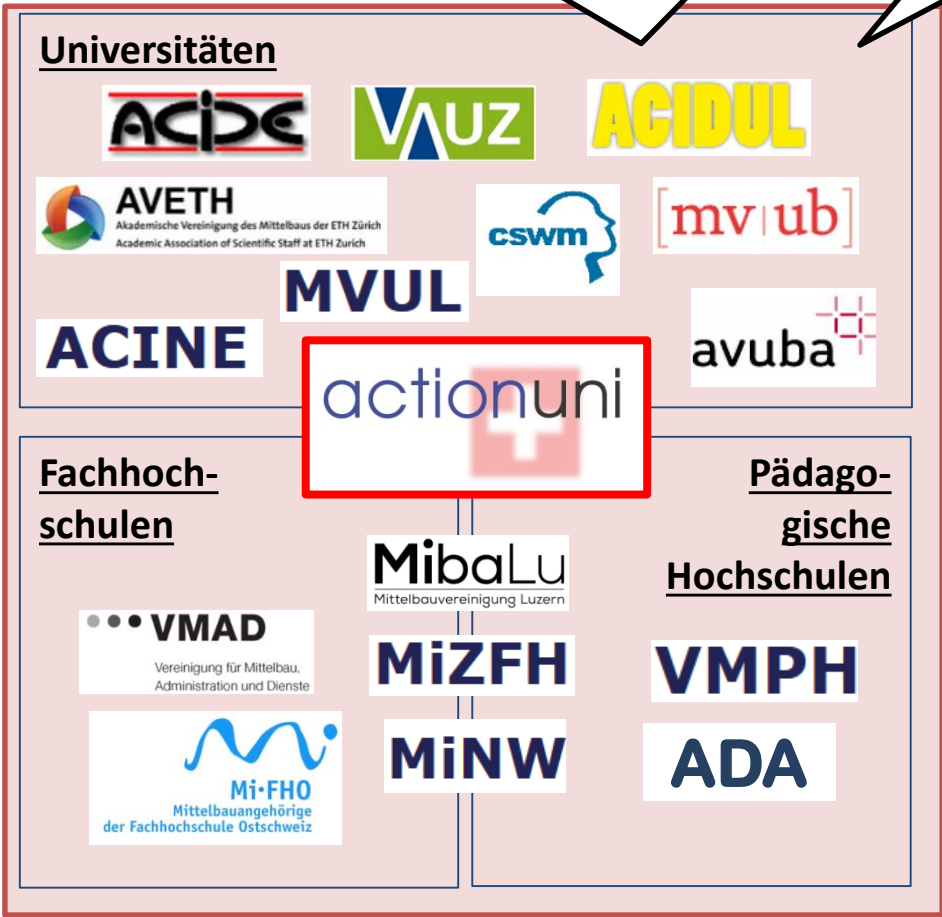 Universitäten
ACIDE
VAUZ
ACIDUL
AVETH
Akademische Vereinigung des Mittelbaus der ETH Zürich
Academic Association of Scientific Staff at ETH Zurich
cswm
[mv|ub]
MVUL
ACINE
avuba
actionuni
Fachhoch-
schulen
Pädago-
gische
Hochschulen
MibaLu
Mittelbauvereinigung Luzern
VMAD
Vereinigung für Mittelbau,
Administration und Dienste
MiZFH
VMPH
Mi•FHO
Mittelbauangehörige
der Fachhochschule Ostschweiz
MiNW
ADA